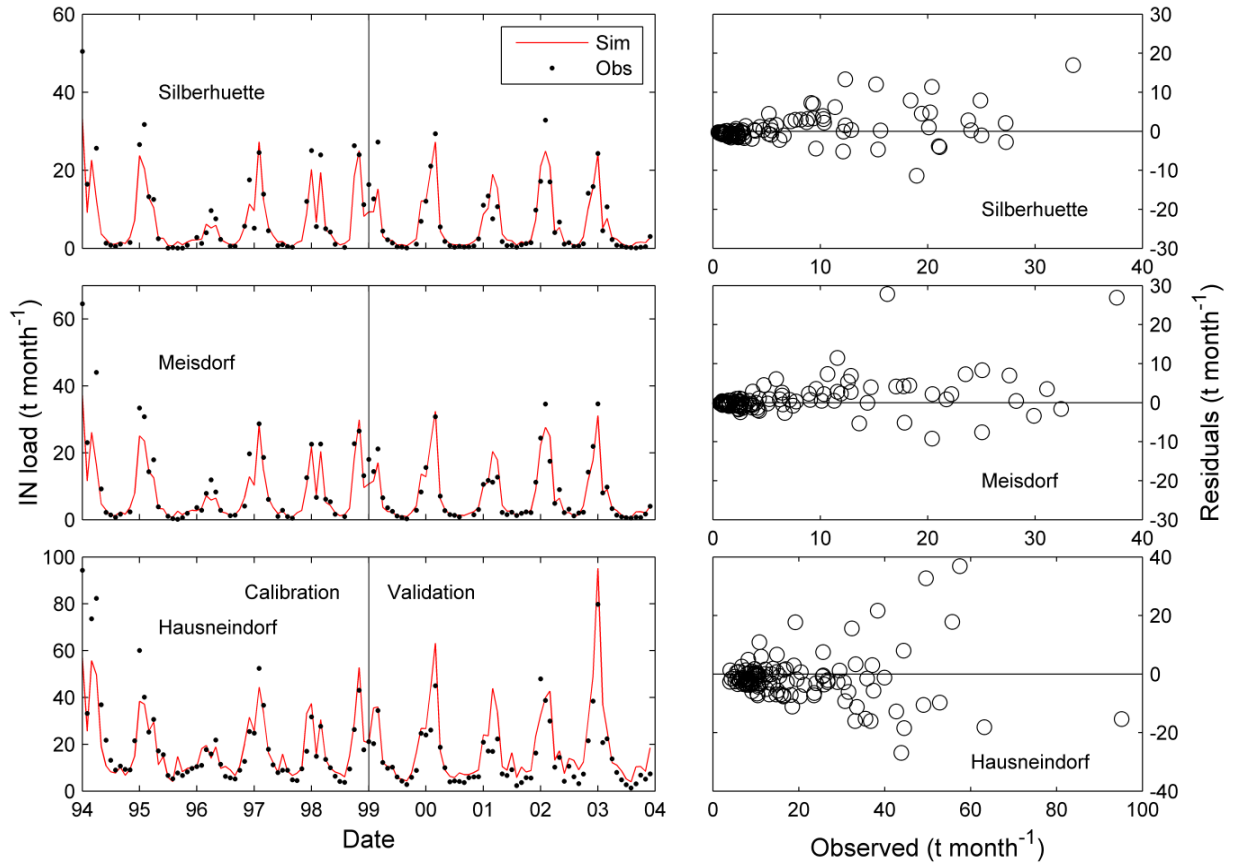 60
40
20
0
Silberhuette
Sim
Obs
30
20
10
0
-10
-20
-30
Silberhuette
0 10 20 30 40
IN load (t month⁻¹)
60
40
20
0
Meisdorf
30
20
10
0
-10
-20
-30
Meisdorf
0 10 20 30 40
Residuals (t month⁻¹)
100
80
60
40
20
0
Calibration
Validation
Hausneindorf
94 95 96 97 98 99 00 01 02 03 04
Date
40
20
0
-20
-40
Hausneindorf
0 20 40 60 80 100
Observed (t month⁻¹)